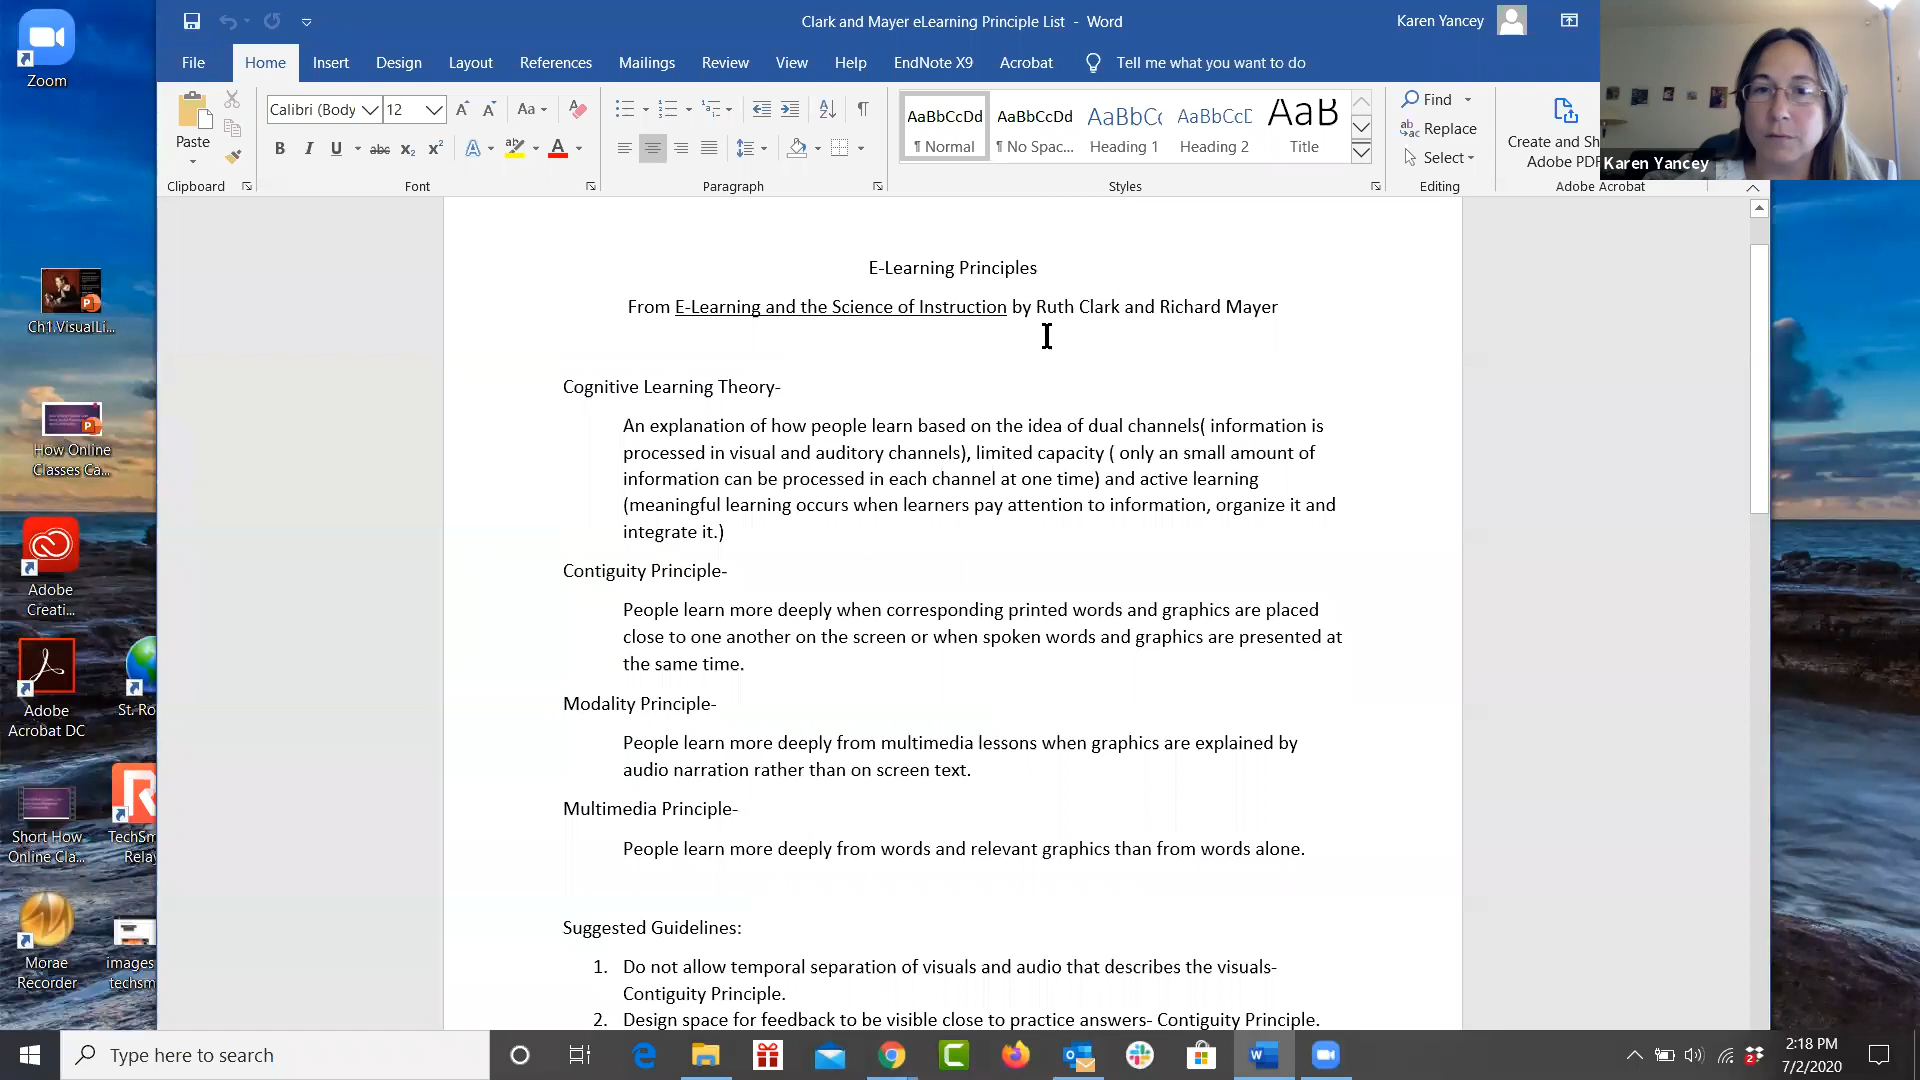 Clark and Mayer eLearning Principle List - Word
Karen Yancey
File Home Insert Design Layout References Mailings Review View Help EndNote X9 Acrobat Tell me what you want to do
Paste
Calibri (Body 12 Aa
B I U abc x₂ x² A ab A
AaBbCcDd AaBbCcDd AaBbCc AaBbCcD AaB
¶ Normal ¶ No Spac... Heading 1 Heading 2 Title
Find
Replace
Select
Create and Sh
Adobe PDF
Clipboard Font Paragraph Styles Editing Adobe Acrobat
Karen Yancey
E-Learning Principles
From E-Learning and the Science of Instruction by Ruth Clark and Richard Mayer
Cognitive Learning Theory-
An explanation of how people learn based on the idea of dual channels( information is
processed in visual and auditory channels), limited capacity ( only an small amount of
information can be processed in each channel at one time) and active learning
(meaningful learning occurs when learners pay attention to information, organize it and
integrate it.)
Contiguity Principle-
People learn more deeply when corresponding printed words and graphics are placed
close to one another on the screen or when spoken words and graphics are presented at
the same time.
Modality Principle-
People learn more deeply from multimedia lessons when graphics are explained by
audio narration rather than on screen text.
Multimedia Principle-
People learn more deeply from words and relevant graphics than from words alone.
Suggested Guidelines:
1. Do not allow temporal separation of visuals and audio that describes the visuals-
Contiguity Principle.
2. Design space for feedback to be visible close to practice answers- Contiguity Principle.
Zoom
Ch1.VisualLi...
How Online
Classes Ca...
Adobe
Creati...
Adobe
Acrobat DC
St. Ro
Short How
Online Cla...
TechSm
Rela
Morae
Recorder
images
techsm
Type here to search
2:18 PM
7/2/2020